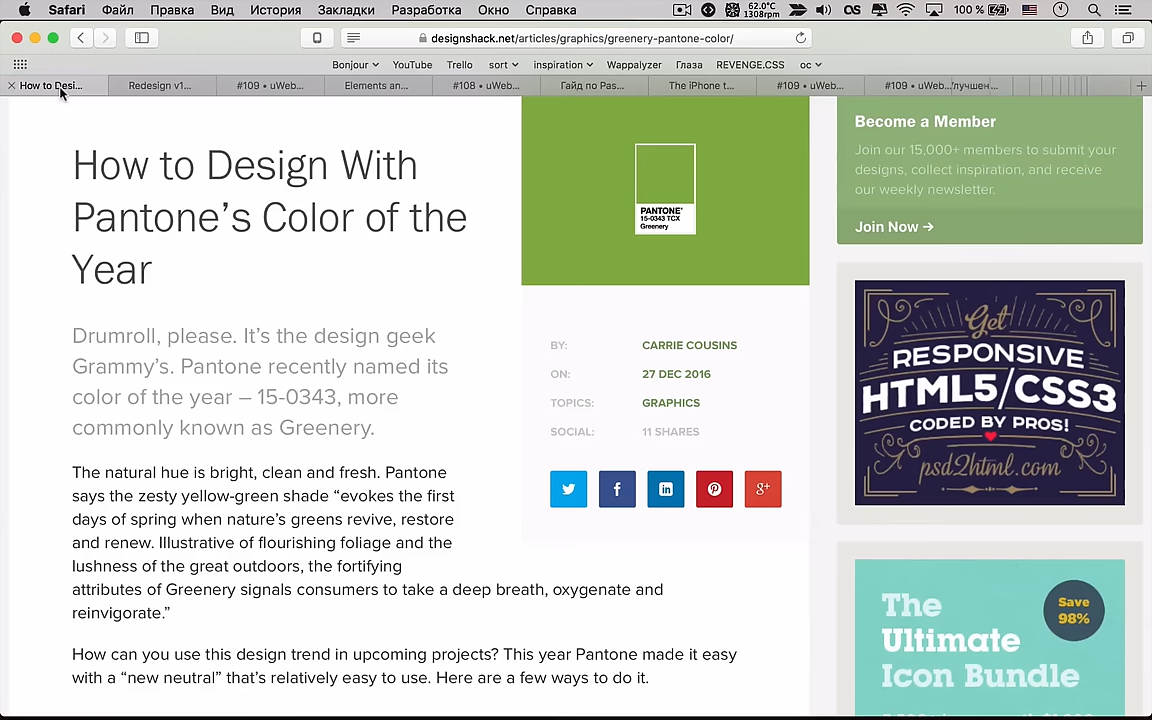 Safari Файл Правка Вид История Закладки Разработка Окно Справка 62.0°C 1308rpm 100 %
designshack.net/articles/graphics/greenery-pantone-color/
Bonjour YouTube Trello sort inspiration Wappalyzer Глаза REVENGE.CSS ос
How to Desi... Redesign v1... #109 • uWeb... Elements an... #108 • uWeb... Гайд по Pas... The iPhone t... #109 • uWeb... #109 • uWeb.../лучшен...
How to Design With
Pantone’s Color of the
Year
Drumroll, please. It’s the design geek
Grammy’s. Pantone recently named its
color of the year – 15-0343, more
commonly known as Greenery.
The natural hue is bright, clean and fresh. Pantone
says the zesty yellow-green shade “evokes the first
days of spring when nature’s greens revive, restore
and renew. Illustrative of flourishing foliage and the
lushness of the great outdoors, the fortifying
attributes of Greenery signals consumers to take a deep breath, oxygenate and
reinvigorate.”
How can you use this design trend in upcoming projects? This year Pantone made it easy
with a “new neutral” that’s relatively easy to use. Here are a few ways to do it.
PANTONE®
15-0343 TCX
Greenery
BY: CARRIE COUSINS
ON: 27 DEC 2016
TOPICS: GRAPHICS
SOCIAL: 11 SHARES
Become a Member
Join our 15,000+ members to submit your
designs, collect inspiration, and receive
our weekly newsletter.
Join Now →
Get
RESPONSIVE
HTML5/CSS3
CODED BY PROS!
psd2html.com
The
Ultimate
Icon Bundle
Save
98%